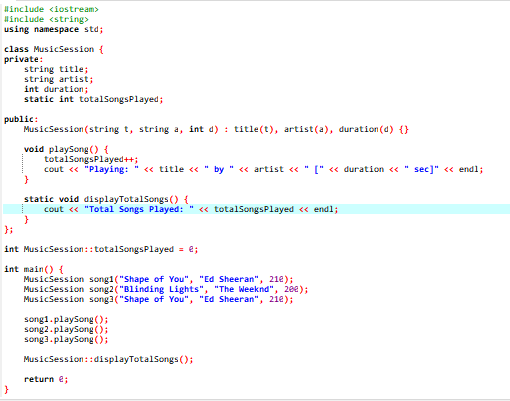 #include <iostream>
#include <string>
using namespace std;

class MusicSession {
private:
    string title;
    string artist;
    int duration;
    static int totalSongsPlayed;

public:
    MusicSession(string t, string a, int d) : title(t), artist(a), duration(d) {}

    void playSong() {
        totalSongsPlayed++;
        cout << "Playing: " << title << " by " << artist << " [" << duration << " sec]" << endl;
    }

    static void displayTotalSongs() {
        cout << "Total Songs Played: " << totalSongsPlayed << endl;
    }
};

int MusicSession::totalSongsPlayed = 0;

int main() {
    MusicSession song1("Shape of You", "Ed Sheeran", 210);
    MusicSession song2("Blinding Lights", "The Weeknd", 200);
    MusicSession song3("Shape of You", "Ed Sheeran", 210);

    song1.playSong();
    song2.playSong();
    song3.playSong();

    MusicSession::displayTotalSongs();

    return 0;
}